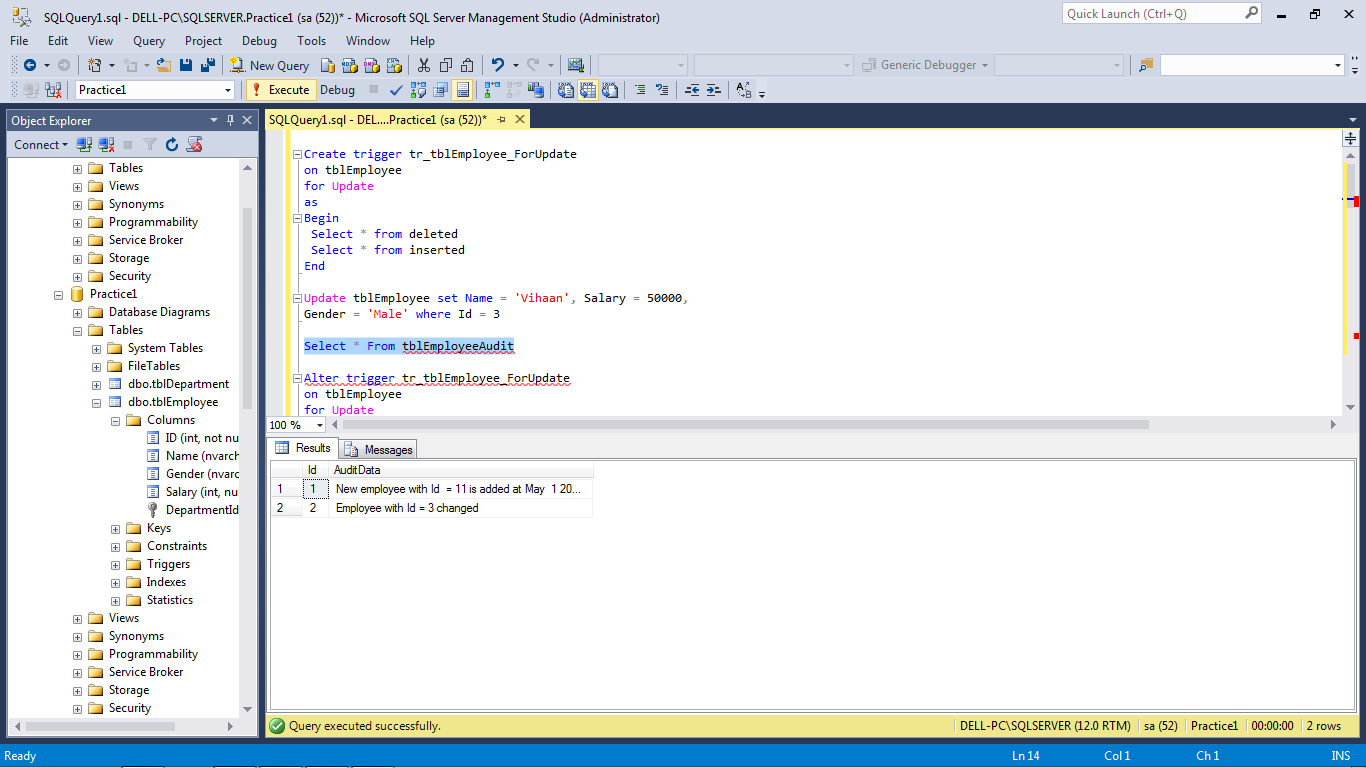 SQLQuery1.sql - DELL-PC\SQLSERVER.Practice1 (sa (52))* - Microsoft SQL Server Management Studio (Administrator)
Quick Launch (Ctrl+Q)
File Edit View Query Project Debug Tools Window Help
New Query
Generic Debugger
Practice1
Execute Debug
Object Explorer
Connect
Tables
Views
Synonyms
Programmability
Service Broker
Storage
Security
Practice1
Database Diagrams
Tables
System Tables
FileTables
dbo.tblDepartment
dbo.tblEmployee
Columns
ID (int, not nu
Name (nvarch
Gender (nvarc
Salary (int, nu
DepartmentId
Keys
Constraints
Triggers
Indexes
Statistics
Views
Synonyms
Programmability
Service Broker
Storage
Security
SQLQuery1.sql - DEL....Practice1 (sa (52))*
Create trigger tr_tblEmployee_ForUpdate
on tblEmployee
for Update
as
Begin
Select * from deleted
Select * from inserted
End
Update tblEmployee set Name = 'Vihaan', Salary = 50000,
Gender = 'Male' where Id = 3
Select * From tblEmployeeAudit
Alter trigger tr_tblEmployee_ForUpdate
on tblEmployee
for Update
100 %
Results Messages
Id AuditData
1 1 New employee with Id = 11 is added at May 1 20...
2 2 Employee with Id = 3 changed
Query executed successfully.
DELL-PC\SQLSERVER (12.0 RTM) sa (52) Practice1 00:00:00 2 rows
Ready Ln 14 Col 1 Ch 1 INS